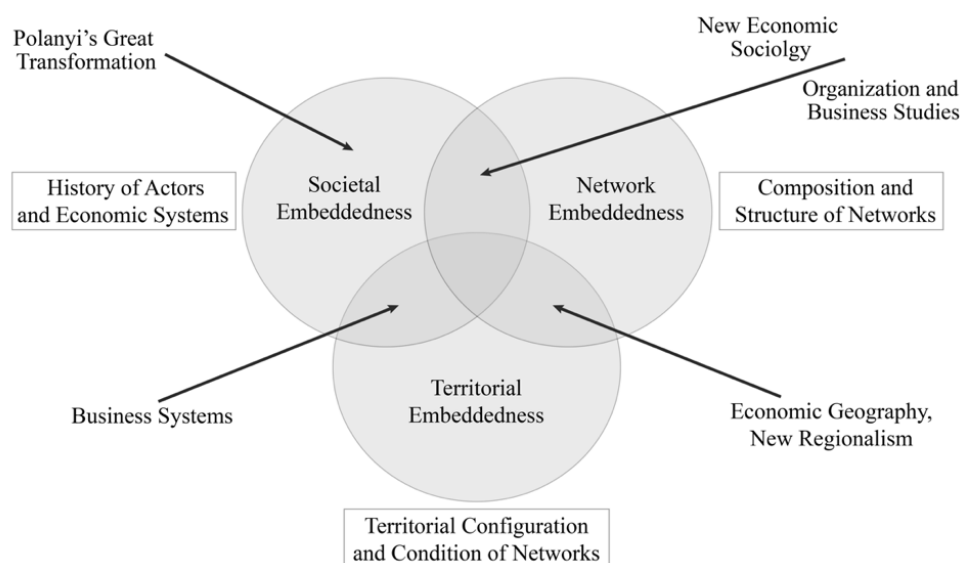 Polanyi's Great
Transformation
New Economic
Sociolgy
Organization and
Business Studies
History of Actors
and Economic Systems
Societal
Embeddedness
Network
Embeddedness
Composition and
Structure of Networks
Business Systems
Territorial
Embeddedness
Economic Geography,
New Regionalism
Territorial Configuration
and Condition of Networks